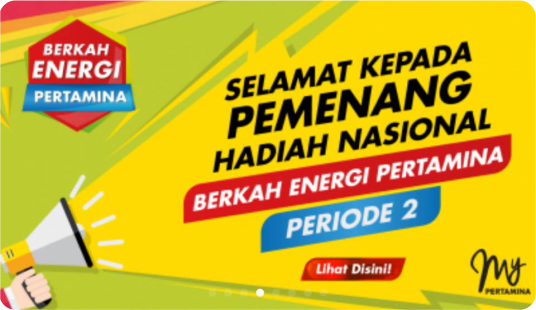 BERKAH
ENERGI
PERTAMINA
SELAMAT KEPADA
PEMENANG
HADIAH NASIONAL
BERKAH ENERGI PERTAMINA
PERIODE 2
Lihat Disini!
My
PERTAMINA